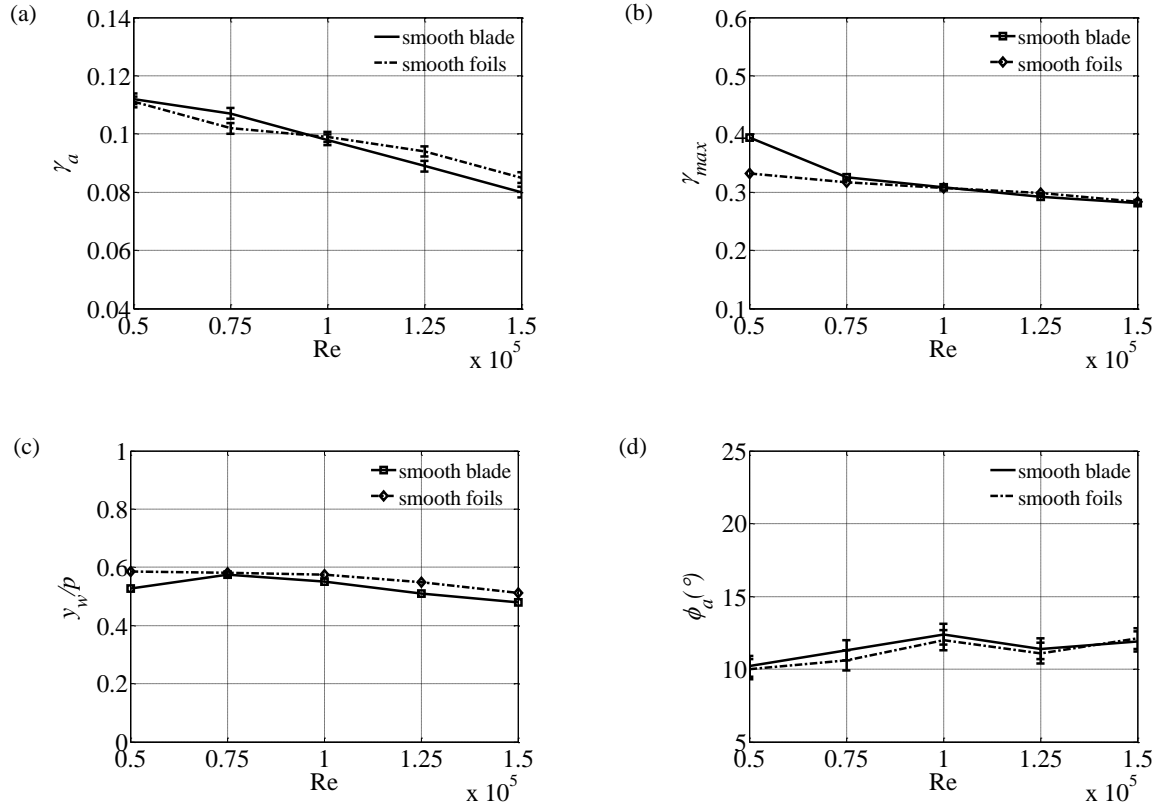 (a)
0.14
0.12
0.1
0.08
0.06
0.04
γa
smooth blade
smooth foils
0.5 0.75 1 1.25 1.5
Re
x 10^5
(b)
0.6
0.5
0.4
0.3
0.2
0.1
γmax
smooth blade
smooth foils
0.5 0.75 1 1.25 1.5
Re
x 10^5
(c)
1
0.8
0.6
0.4
0.2
0
yw/p
smooth blade
smooth foils
0.5 0.75 1 1.25 1.5
Re
x 10^5
(d)
25
20
15
10
5
ϕa(°)
smooth blade
smooth foils
0.5 0.75 1 1.25 1.5
Re
x 10^5